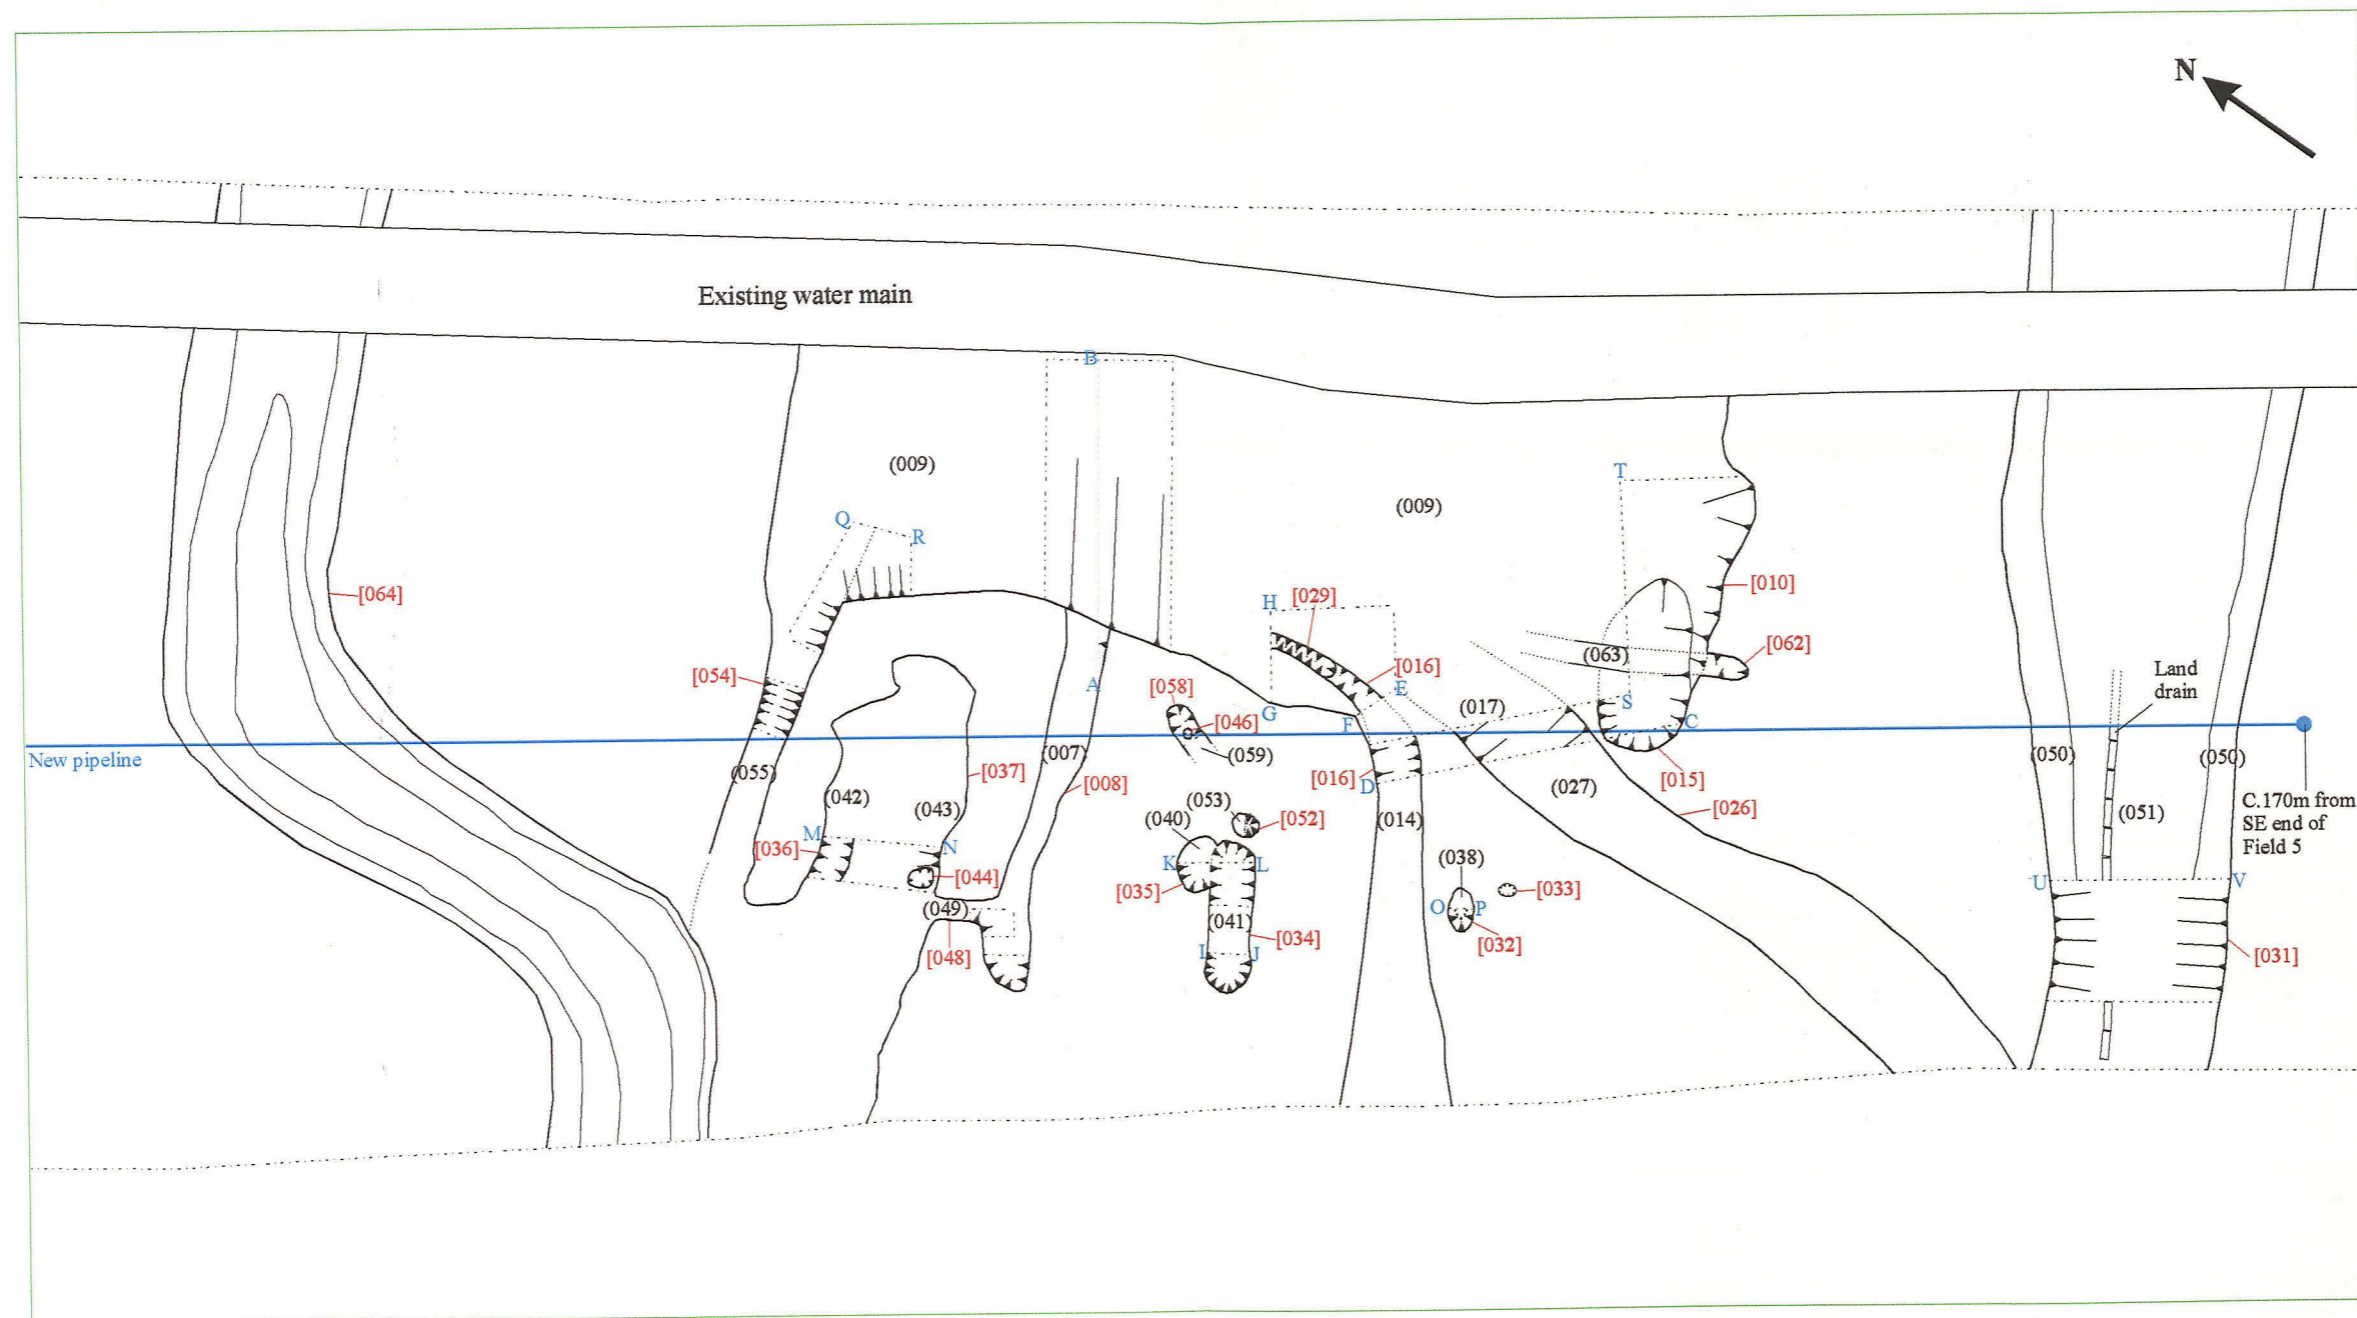 N
Existing water main
B
(009)
T
(009)
Q
R
[010]
[064]
H
[029]
[062]
(063)
[016]
Land
drain
[054]
E
A
[058]
S
(017)
C
G
[046]
F
New pipeline
(007)
(059)
(050)
(050)
(055)
[037]
[016]
[015]
D
[008]
(027)
(042)
(053)
[026]
C.170m from
SE end of
Field 5
(043)
(040)
[052]
(014)
(051)
M
[036]
N
K
L
(038)
[044]
[035]
[033]
U
V
(049)
O
P
(041)
[034]
[032]
[048]
I
J
[031]